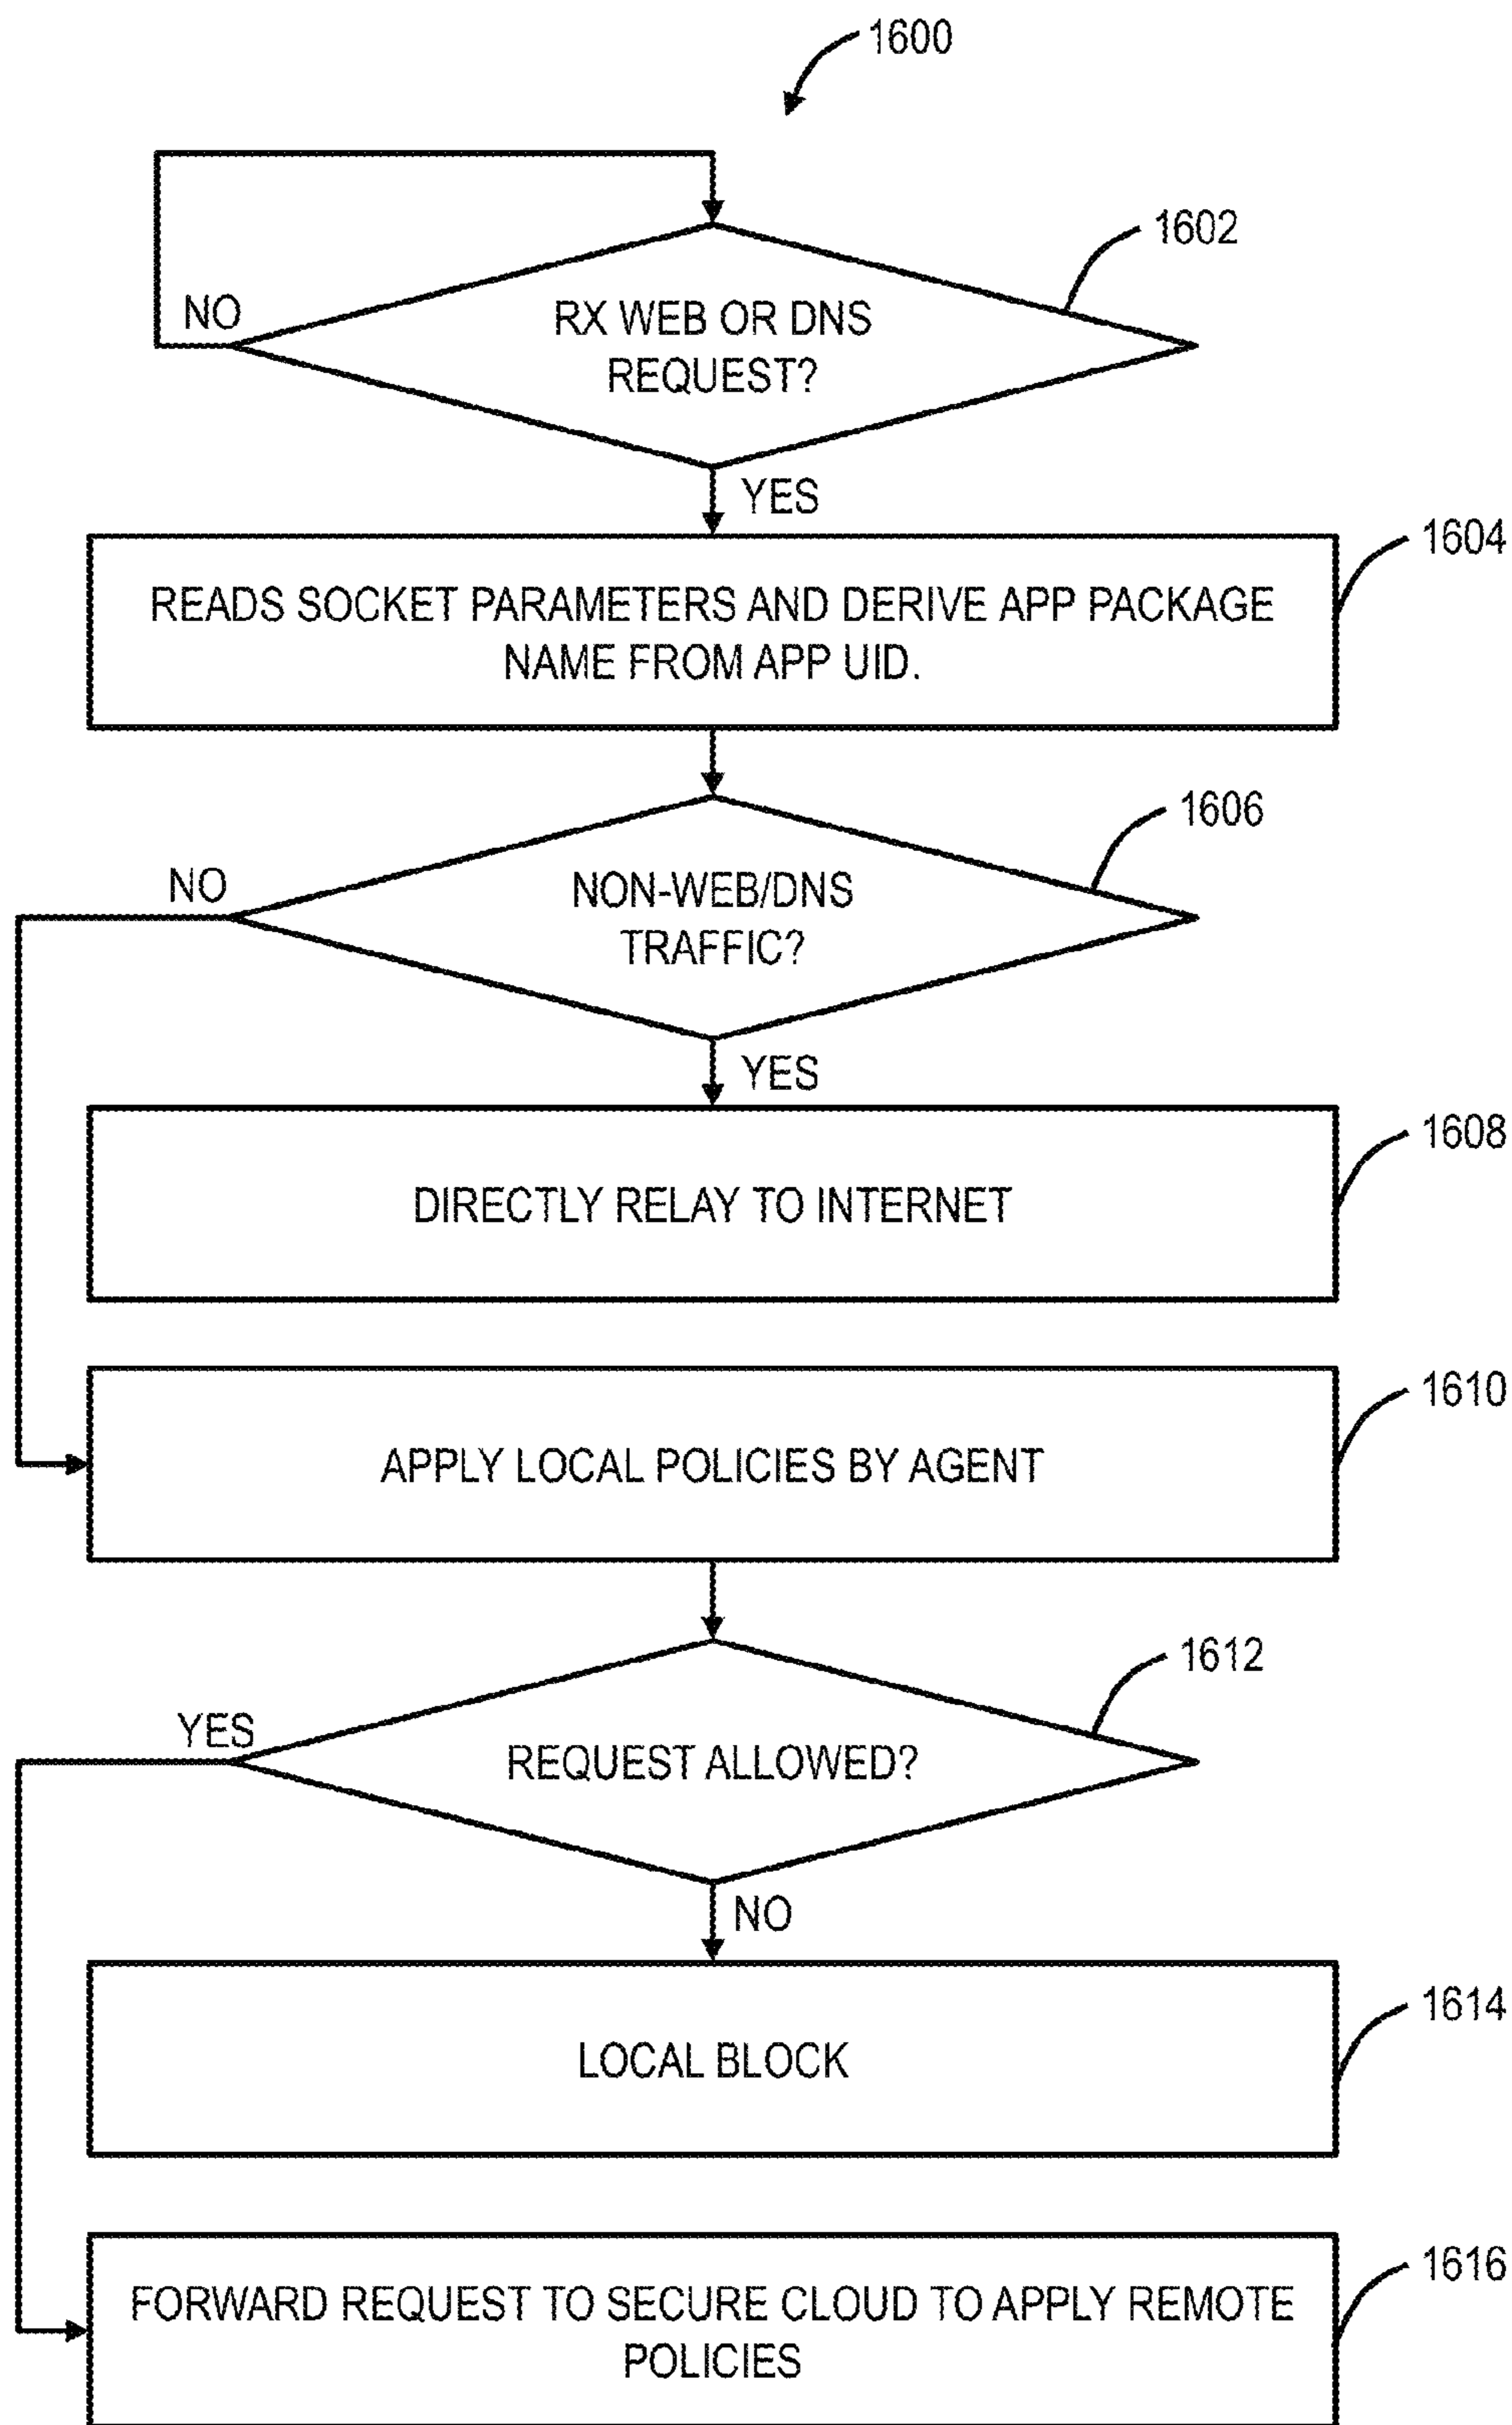 1600
1602
NO
RX WEB OR DNS
REQUEST?
YES
1604
READS SOCKET PARAMETERS AND DERIVE APP PACKAGE
NAME FROM APP UID.
1606
NO
NON-WEB/DNS
TRAFFIC?
YES
1608
DIRECTLY RELAY TO INTERNET
1610
APPLY LOCAL POLICIES BY AGENT
1612
YES
REQUEST ALLOWED?
NO
1614
LOCAL BLOCK
1616
FORWARD REQUEST TO SECURE CLOUD TO APPLY REMOTE
POLICIES